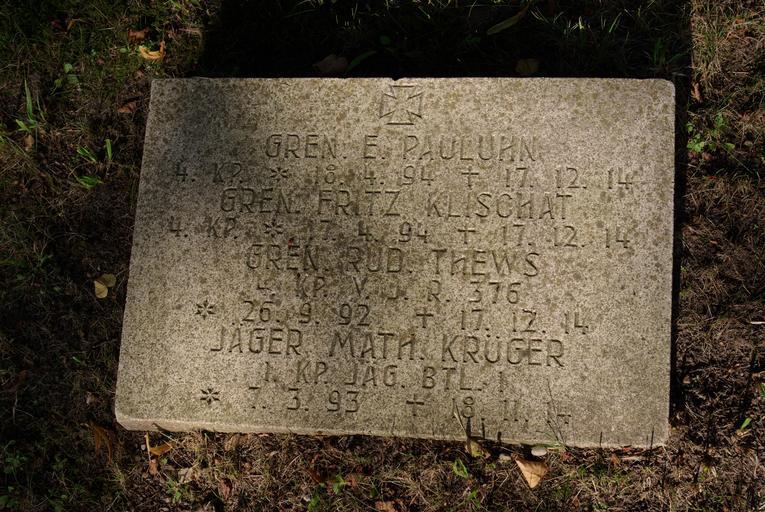 GREN. E. PAULUHN
4. KP. * 18. 4. 94 + 17. 12. 14
GREN. FRITZ KLISCHAT
4. KP. * 17. 4. 94 + 17. 12. 14
GREN. RUD. THEWS
4. KP. V. J. R. 376
* 26. 9. 92 + 17. 12. 14
JÄGER MATH. KRÜGER
1. KP. JÄG. BTL. 1
* 7. 3. 93 + 18. 11. 14